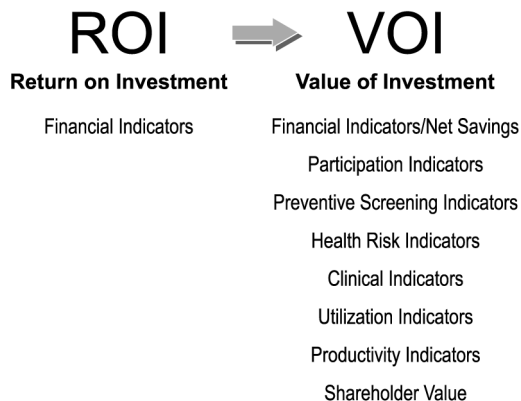 ROI
VOI
Return on Investment
Value of Investment
Financial Indicators
Financial Indicators/Net Savings
Participation Indicators
Preventive Screening Indicators
Health Risk Indicators
Clinical Indicators
Utilization Indicators
Productivity Indicators
Shareholder Value